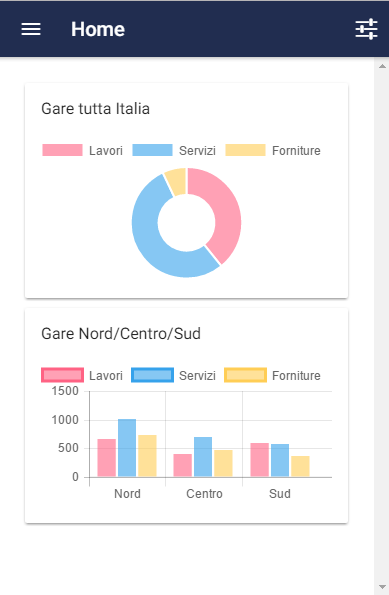 Home
Gare tutta Italia
Lavori Servizi Forniture
Gare Nord/Centro/Sud
Lavori Servizi Forniture
1500
1000
500
0
Nord Centro Sud